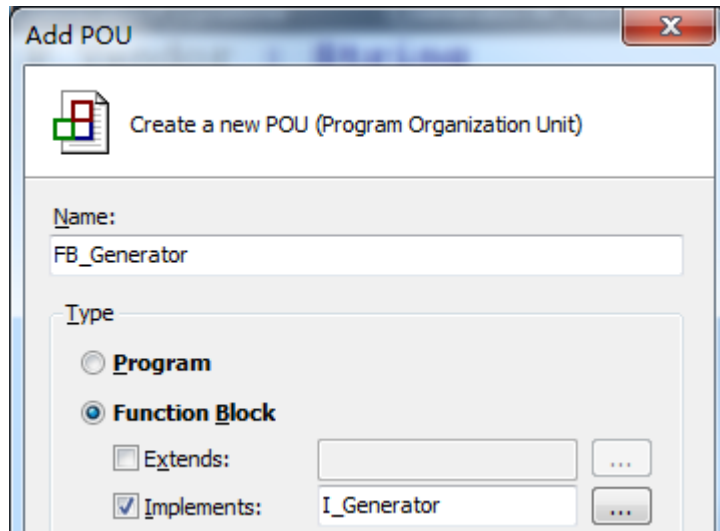 Add POU
Create a new POU (Program Organization Unit)
Name:
FB_Generator
Type
Program
Function Block
Extends:
...
Implements:
I_Generator
...